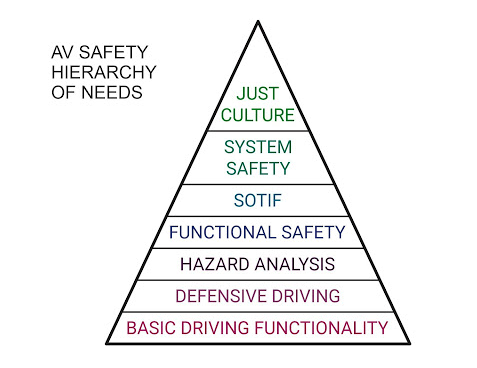 AV SAFETY
HIERARCHY
OF NEEDS
JUST
CULTURE
SYSTEM
SAFETY
SOTIF
FUNCTIONAL SAFETY
HAZARD ANALYSIS
DEFENSIVE DRIVING
BASIC DRIVING FUNCTIONALITY